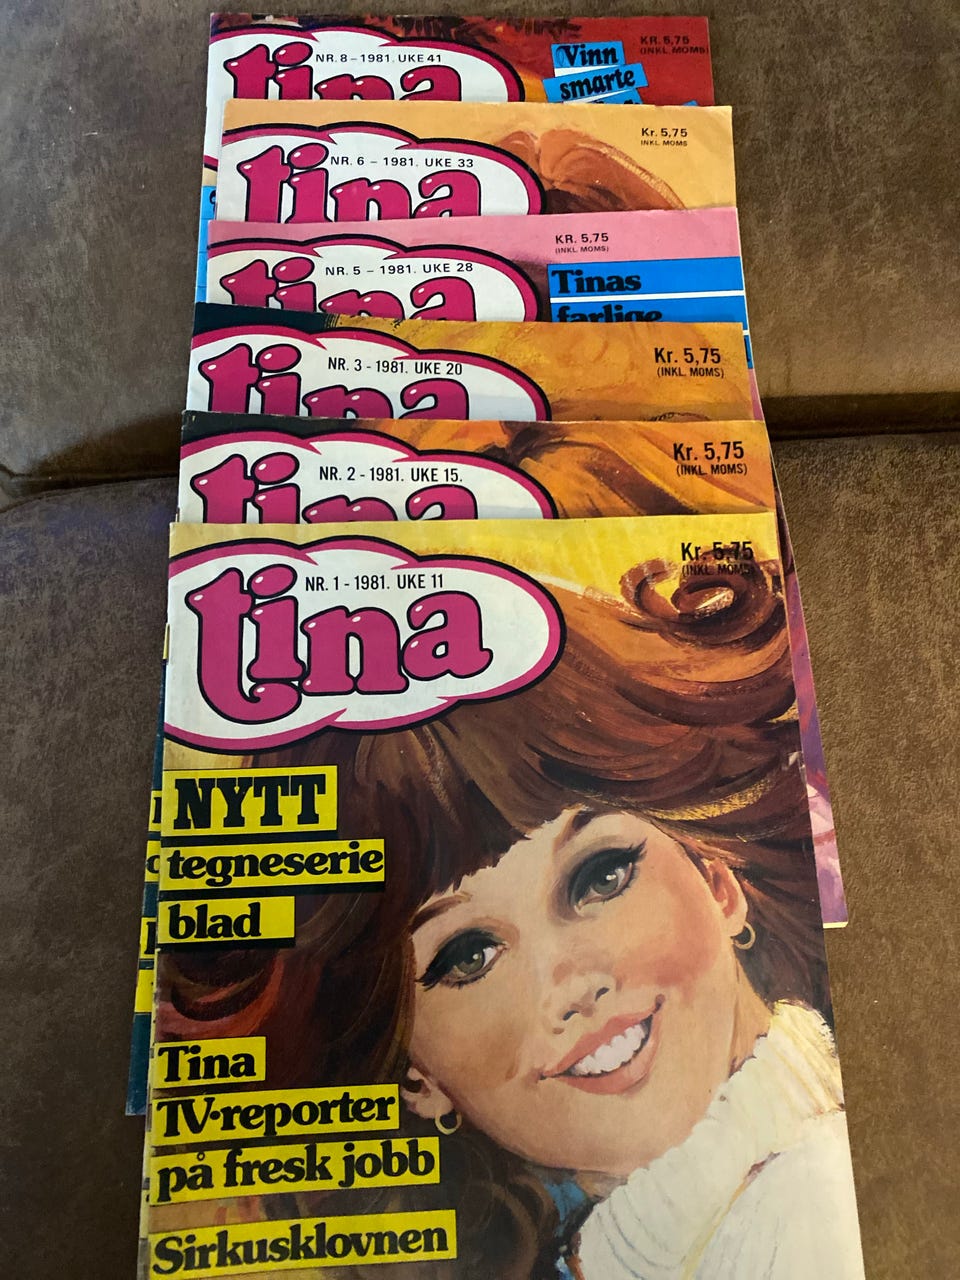 tina
NR. 8 - 1981. UKE 41
Vinn
smarte
KR. 5,75
(INKL. MOMS)
tina
NR. 6 - 1981. UKE 33
Kr. 5,75
INKL. MOMS
tina
NR. 5 - 1981. UKE 28
KR. 5,75
(INKL. MOMS)
Tinas
farlige
tina
NR. 3 - 1981. UKE 20
Kr. 5,75
(INKL. MOMS)
tina
NR. 2 - 1981. UKE 15.
Kr. 5,75
(INKL. MOMS)
tina
NR. 1 - 1981. UKE 11
Kr. 5,75
(INKL. MOMS)
NYTT
tegneserie
blad
Tina
TV-reporter
på fresk jobb
Sirkusklovnen